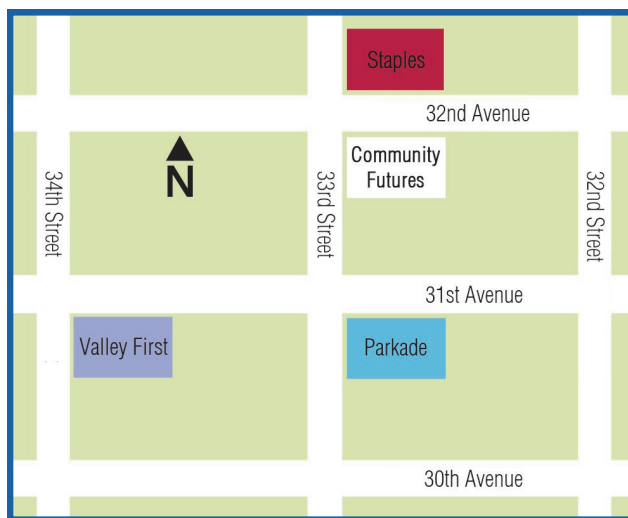 Staples
32nd Avenue
Community
Futures
N
34th Street
33rd Street
32nd Street
31st Avenue
Valley First
Parkade
30th Avenue